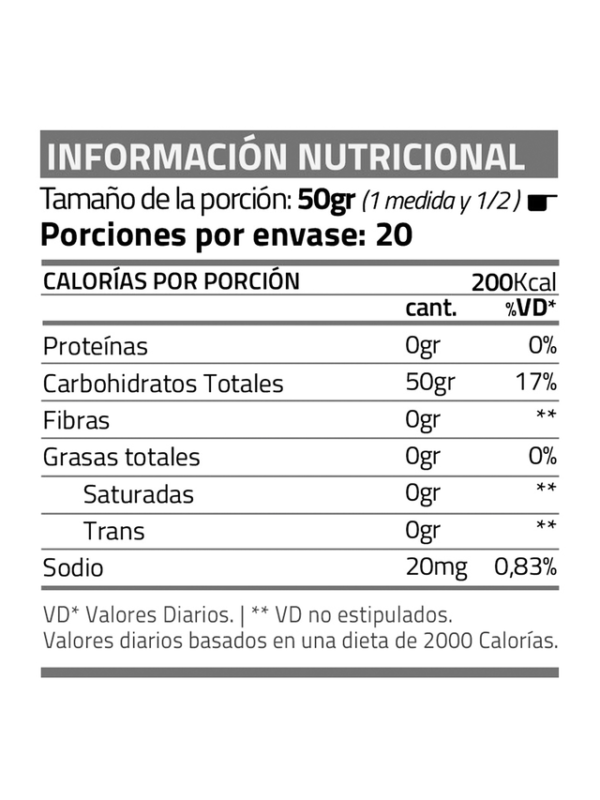 INFORMACIÓN NUTRICIONAL
Tamaño de la porción: 50gr (1 medida y 1/2)
Porciones por envase: 20
CALORÍAS POR PORCIÓN 200Kcal
cant. %VD*
Proteínas 0gr 0%
Carbohidratos Totales 50gr 17%
Fibras 0gr **
Grasas totales 0gr 0%
Saturadas 0gr **
Trans 0gr **
Sodio 20mg 0,83%
VD* Valores Diarios. | ** VD no estipulados.
Valores diarios basados en una dieta de 2000 Calorías.